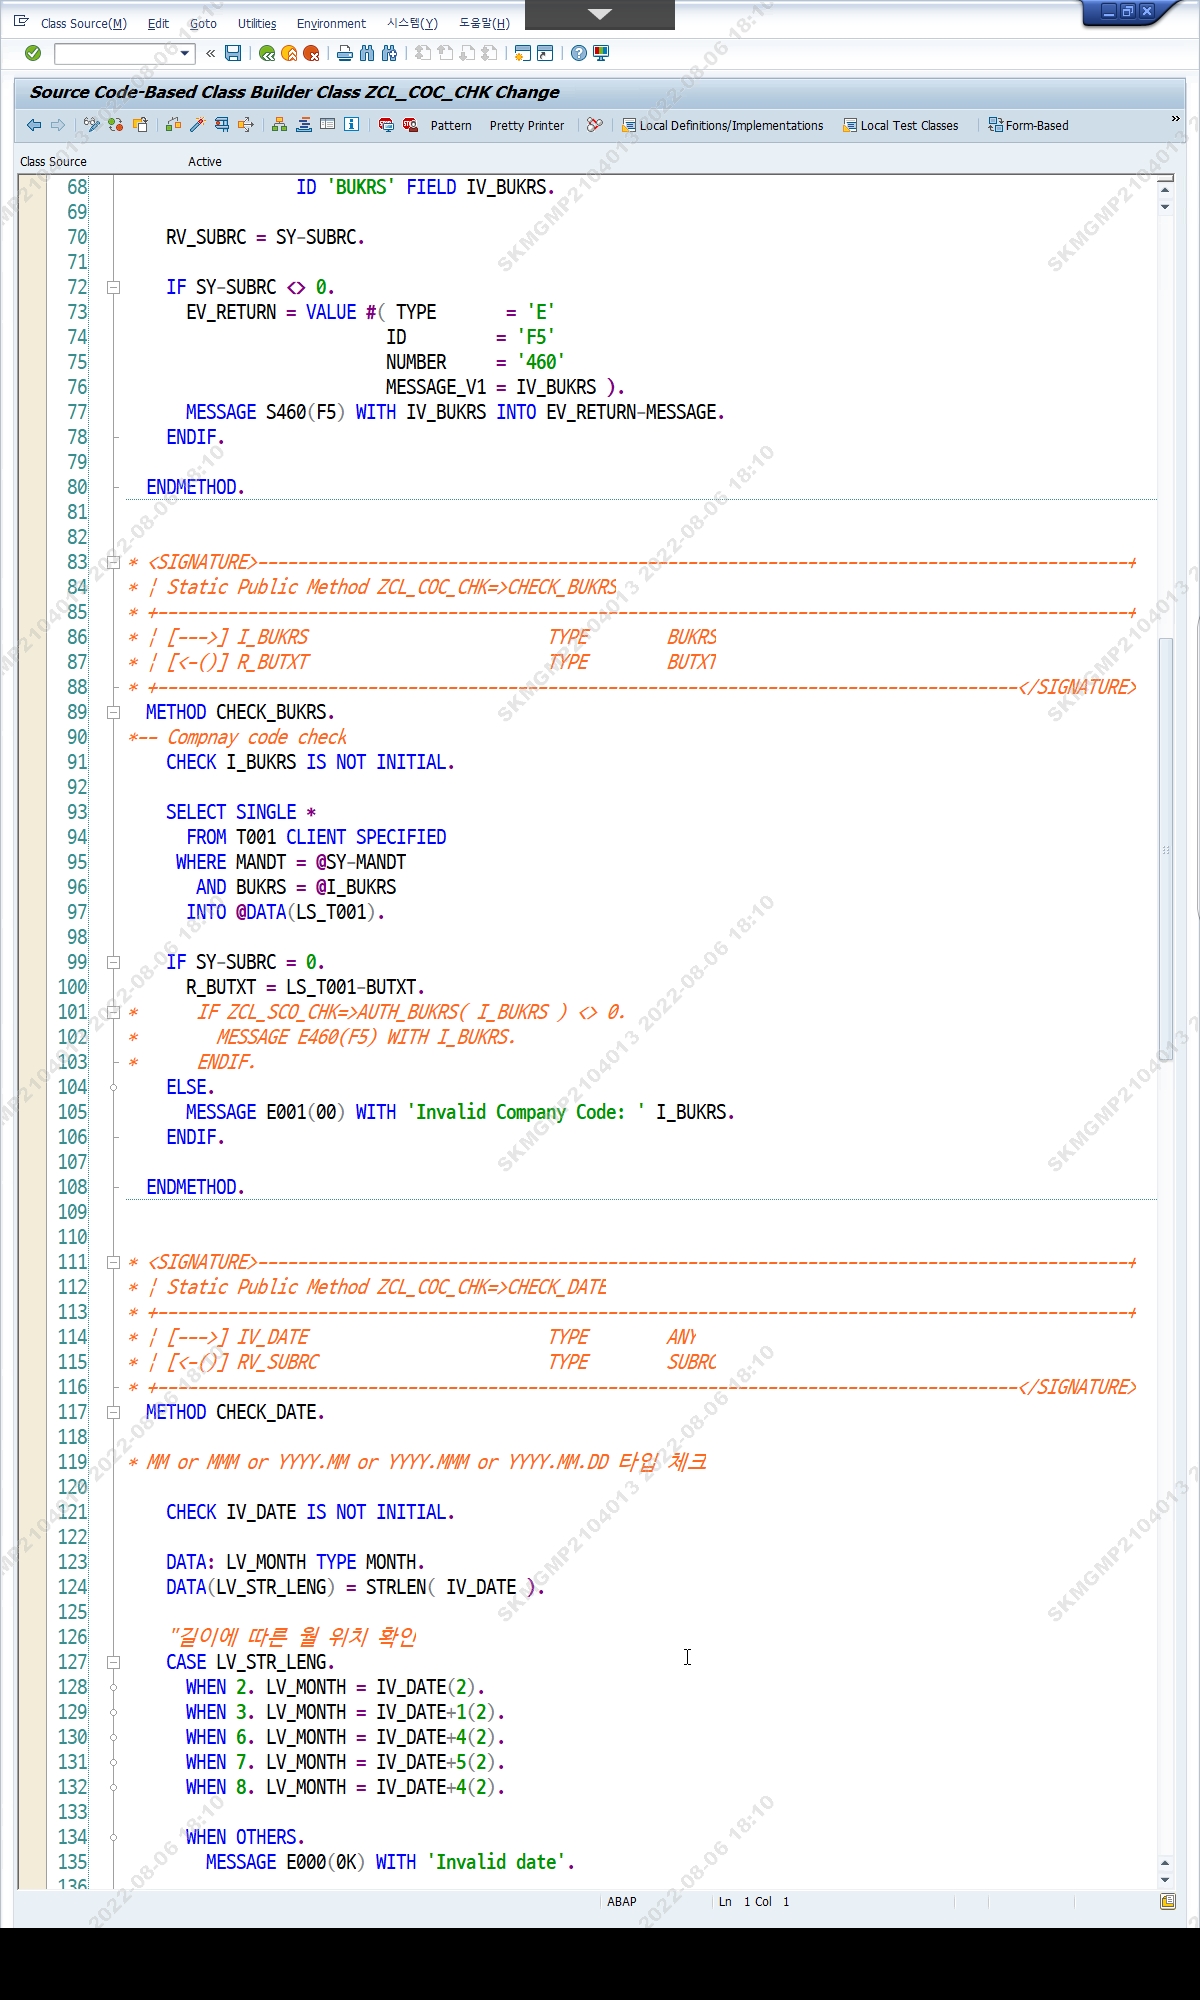 Class Source(M) Edit Goto Utilities Environment 시스템(Y) 도움말(H)
Source Code-Based Class Builder Class ZCL_COC_CHK Change
Pattern Pretty Printer Local Definitions/Implementations Local Test Classes Form-Based
Class Source Active
68 ID 'BUKRS' FIELD IV_BUKRS.
69
70 RV_SUBRC = SY-SUBRC.
71
72 IF SY-SUBRC <> 0.
73 EV_RETURN = VALUE #( TYPE = 'E'
74 ID = 'F5'
75 NUMBER = '460'
76 MESSAGE_V1 = IV_BUKRS ).
77 MESSAGE S460(F5) WITH IV_BUKRS INTO EV_RETURN-MESSAGE.
78 ENDIF.
79
80 ENDMETHOD.
81
82
83 * <SIGNATURE>---------------------------------------------------------------------------------------+
84 * | Static Public Method ZCL_COC_CHK=>CHECK_BUKRS
85 * +-------------------------------------------------------------------------------------------------+
86 * | [--->] I_BUKRS TYPE BUKRS
87 * | [<-()] R_BUTXT TYPE BUTXT
88 * +--------------------------------------------------------------------------------------</SIGNATURE>
89 METHOD CHECK_BUKRS.
90 *-- Compnay code check
91 CHECK I_BUKRS IS NOT INITIAL.
92
93 SELECT SINGLE *
94 FROM T001 CLIENT SPECIFIED
95 WHERE MANDT = @SY-MANDT
96 AND BUKRS = @I_BUKRS
97 INTO @DATA(LS_T001).
98
99 IF SY-SUBRC = 0.
100 R_BUTXT = LS_T001-BUTXT.
101 * IF ZCL_SCO_CHK=>AUTH_BUKRS( I_BUKRS ) <> 0.
102 * MESSAGE E460(F5) WITH I_BUKRS.
103 * ENDIF.
104 ELSE.
105 MESSAGE E001(00) WITH 'Invalid Company Code: ' I_BUKRS.
106 ENDIF.
107
108 ENDMETHOD.
109
110
111 * <SIGNATURE>---------------------------------------------------------------------------------------+
112 * | Static Public Method ZCL_COC_CHK=>CHECK_DATE
113 * +-------------------------------------------------------------------------------------------------+
114 * | [--->] IV_DATE TYPE ANY
115 * | [<-()] RV_SUBRC TYPE SUBRC
116 * +--------------------------------------------------------------------------------------</SIGNATURE>
117 METHOD CHECK_DATE.
118
119 * MM or MMM or YYYY.MM or YYYY.MMM or YYYY.MM.DD 타입 체크
120
121 CHECK IV_DATE IS NOT INITIAL.
122
123 DATA: LV_MONTH TYPE MONTH.
124 DATA(LV_STR_LENG) = STRLEN( IV_DATE ).
125
126 "길이에 따른 월 위치 확인
127 CASE LV_STR_LENG.
128 WHEN 2. LV_MONTH = IV_DATE(2).
129 WHEN 3. LV_MONTH = IV_DATE+1(2).
130 WHEN 6. LV_MONTH = IV_DATE+4(2).
131 WHEN 7. LV_MONTH = IV_DATE+5(2).
132 WHEN 8. LV_MONTH = IV_DATE+4(2).
133
134 WHEN OTHERS.
135 MESSAGE E000(0K) WITH 'Invalid date'.
136
ABAP Ln 1 Col 1
SKMGMP2104013 2022-08-06 18:10